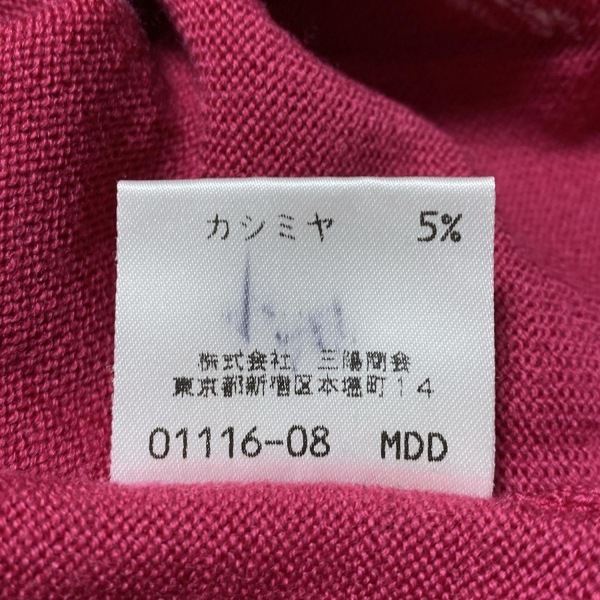 カシミヤ 5%
株式会社 三陽商会
東京都新宿区本塩町14
01116-08 MDD